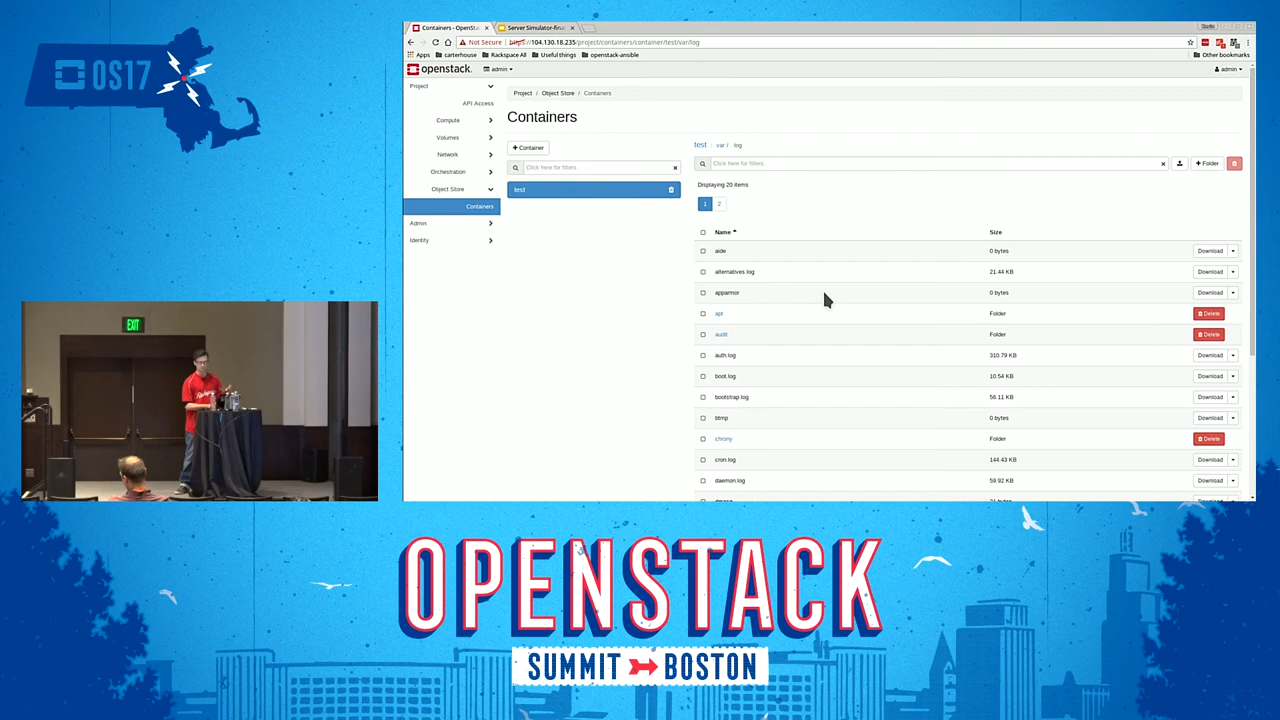 OS17
EXIT
Containers - OpenSta
Server Simulator-fina
Not Secure
https://104.130.18.235/project/containers/container/test/var/log
Apps
carterhouse
Rackspace All
Useful things
openstack-ansible
Other bookmarks
openstack.
admin
admin
Project
API Access
Compute
Volumes
Network
Orchestration
Object Store
Containers
Admin
Identity
Project / Object Store / Containers
Containers
+ Container
Click here for filters.
test
test : var / log
Click here for filters.
+ Folder
Displaying 20 items
1 2
Name Size
aide 0 bytes Download
alternatives.log 21.44 KB Download
apparmor 0 bytes Download
apt Folder Delete
audit Folder Delete
auth.log 310.79 KB Download
boot.log 10.54 KB Download
bootstrap.log 56.11 KB Download
btmp 0 bytes Download
chrony Folder Delete
cron.log 144.43 KB Download
daemon.log 59.92 KB Download
OPENSTACK
SUMMIT BOSTON